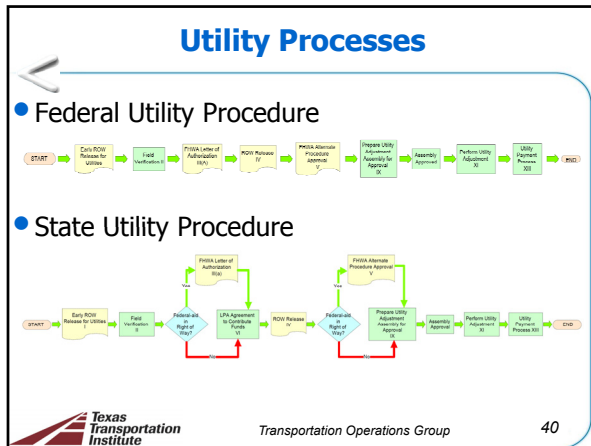 Utility Processes
Federal Utility Procedure
START
Early ROW
Release for
Utilities
Field
Verification II
FHWA Letter of
Authorization
III(A)
ROW Release
IV
FHWA Alternate
Procedure
Approval
V
Prepare Utility
Adjustment
Assembly for
Approval
IX
Assembly
Approved
Perform Utility
Adjustment
XI
Utility
Payment
Process
XIII
END
State Utility Procedure
START
Early ROW
Release for Utilities
I
Field
Verification
II
Federal-aid
in
Right of
Way?
Yes
FHWA Letter of
Authorization
III(a)
No
LPA Agreement
to Contribute
Funds
VI
ROW Release
IV
Federal-aid
in
Right of
Way?
Yes
FHWA Alternate
Procedure Approval
V
No
Prepare Utility
Adjustment
Assembly for
Approval
IX
Assembly
Approval
Perform Utility
Adjustment
XI
Utility
Payment
Process XIII
END
Texas
Transportation
Institute
Transportation Operations Group
40